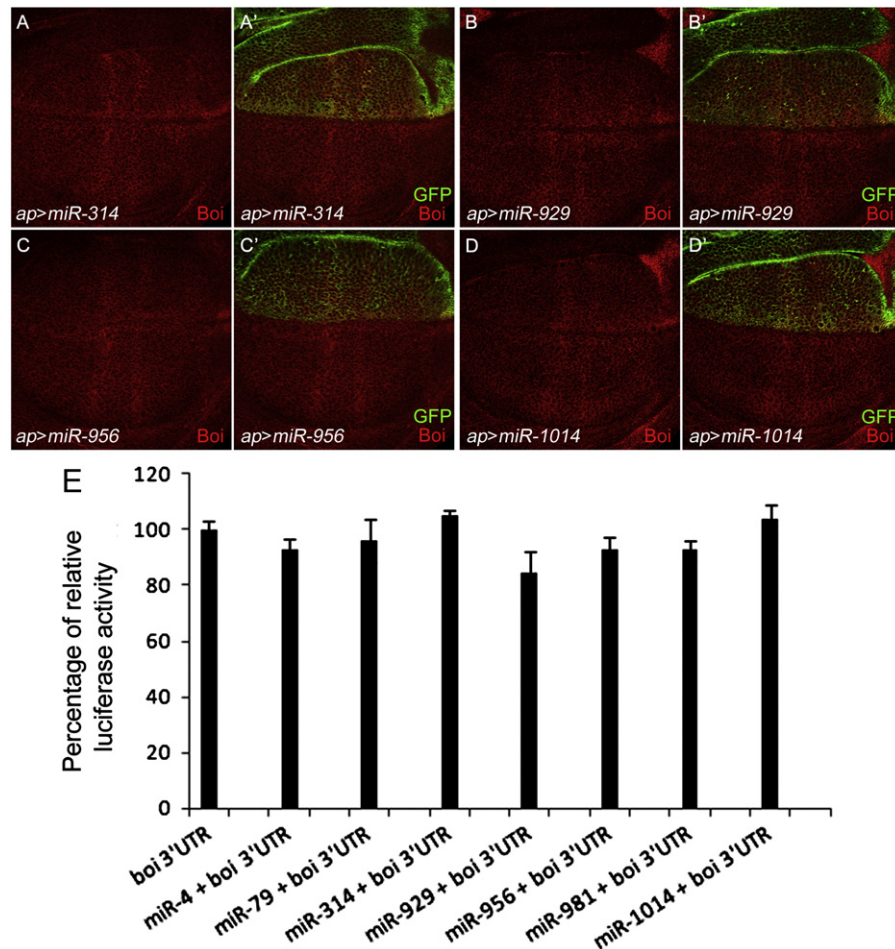 A
A'
B
B'
ap>miR-314
Boi
GFP
ap>miR-314
Boi
ap>miR-929
Boi
GFP
ap>miR-929
Boi
C
C'
D
D'
ap>miR-956
Boi
GFP
ap>miR-956
Boi
ap>miR-1014
Boi
GFP
ap>miR-1014
Boi
E
Percentage of relative
luciferase activity
120
100
80
60
40
20
0
boi 3'UTR
miR-4 + boi 3'UTR
miR-79 + boi 3'UTR
miR-314 + boi 3'UTR
miR-929 + boi 3'UTR
miR-956 + boi 3'UTR
miR-981 + boi 3'UTR
miR-1014 + boi 3'UTR